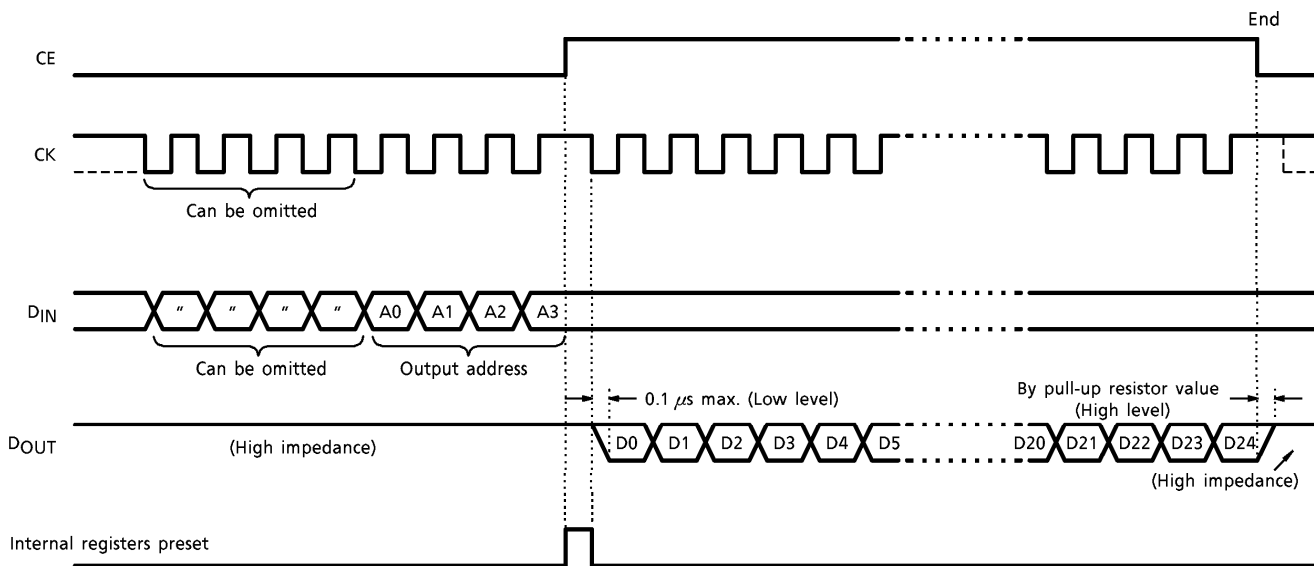 End
CE
CK
Can be omitted
DIN
“ “ “ “ A0 A1 A2 A3
Can be omitted
Output address
0.1 μs max. (Low level)
By pull-up resistor value
(High level)
DOUT
(High impedance)
D0 D1 D2 D3 D4 D5
D20 D21 D22 D23 D24
(High impedance)
Internal registers preset